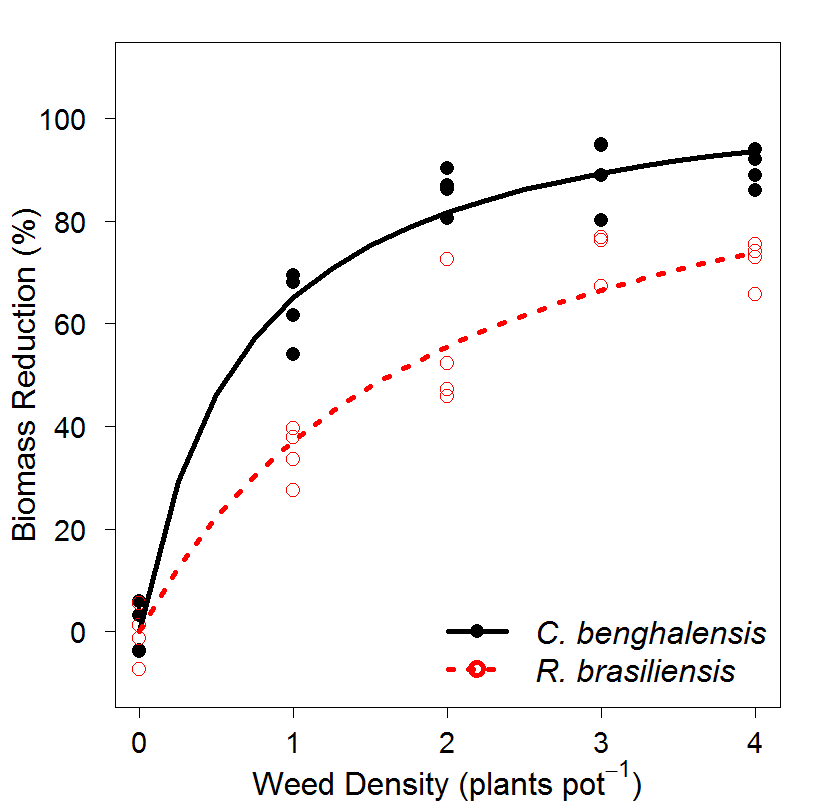 Biomass Reduction (%)
100
80
60
40
20
0
C. benghalensis
R. brasiliensis
0 1 2 3 4
Weed Density (plants pot⁻¹)